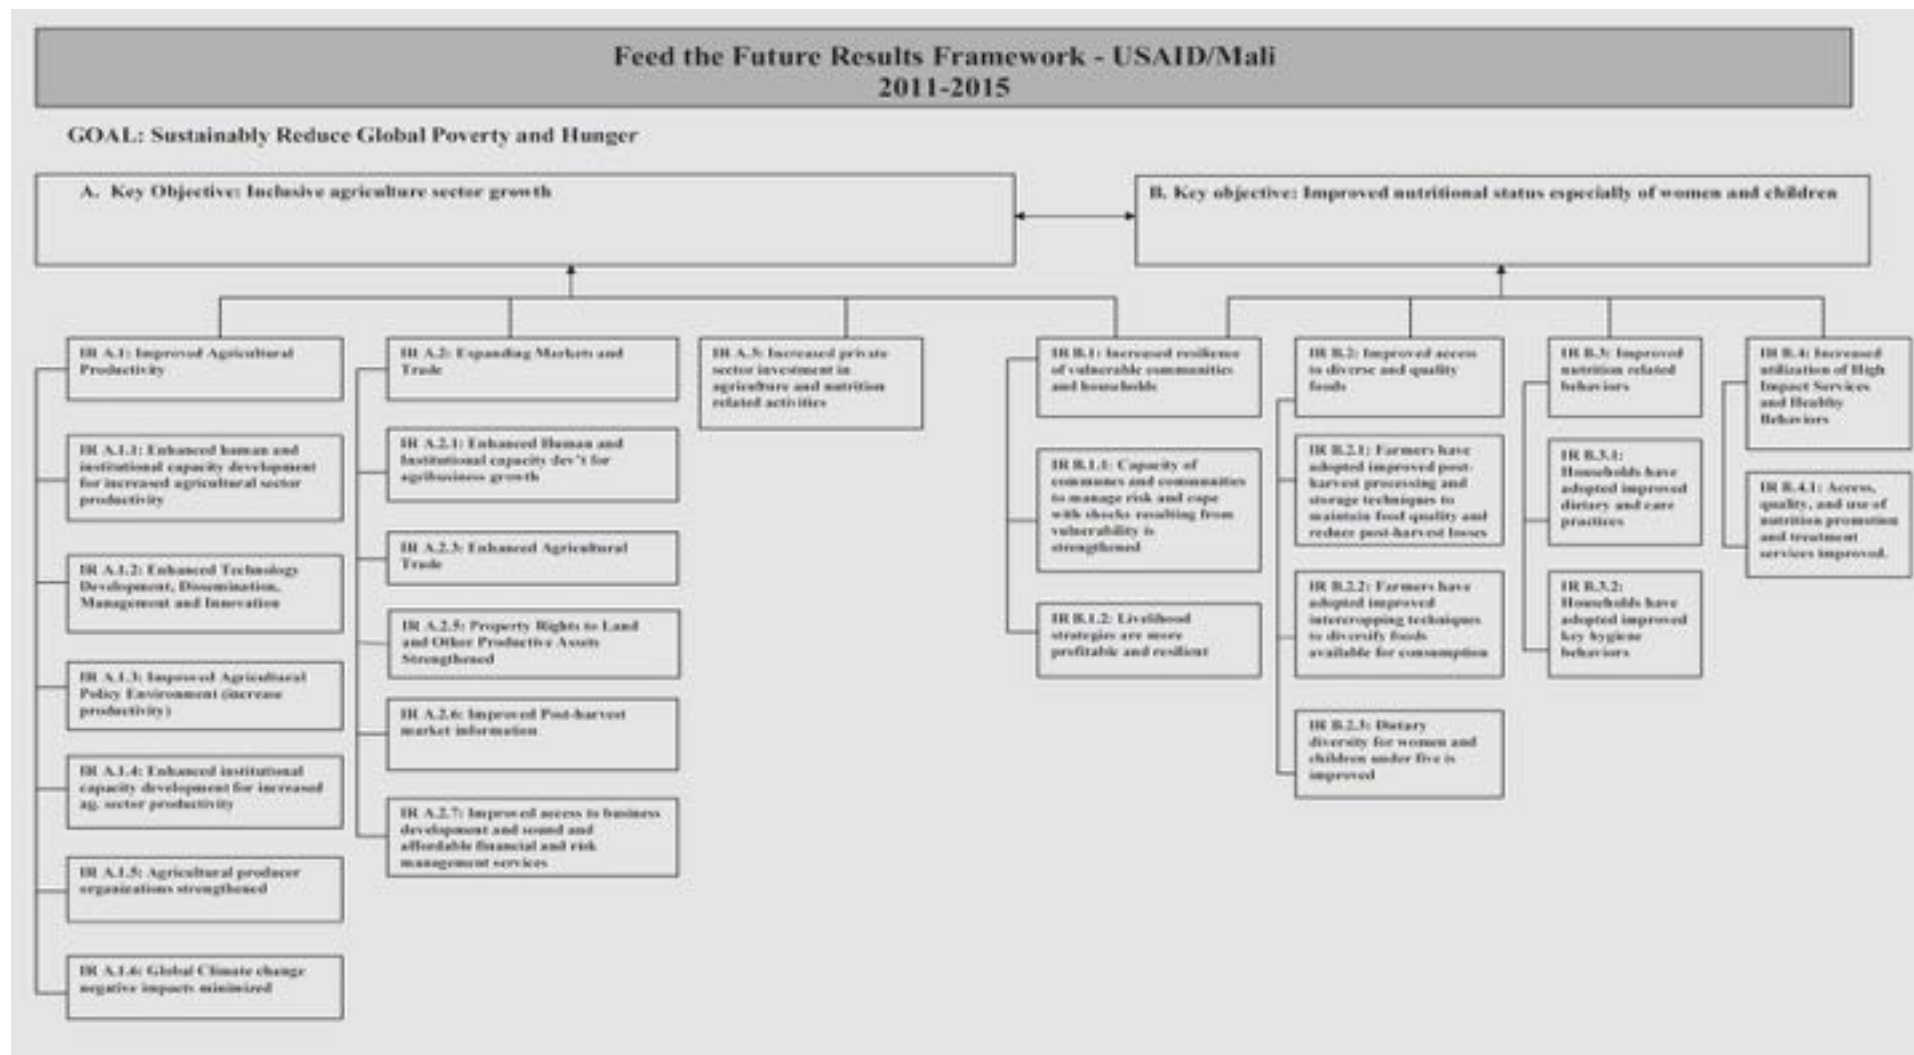 Feed the Future Results Framework - USAID/Mali
2011-2015
GOAL: Sustainably Reduce Global Poverty and Hunger
A. Key Objective: Inclusive agriculture sector growth
B. Key objective: Improved nutritional status especially of women and children
IR A.1: Improved Agricultural
Productivity
IR A.1.1: Enhanced human and
institutional capacity development
for increased agricultural sector
productivity
IR A.1.2: Enhanced Technology
Development, Dissemination,
Management and Innovation
IR A.1.3: Improved Agricultural
Policy Environment (increase
productivity)
IR A.1.4: Enhanced institutional
capacity development for increased
ag. sector productivity
IR A.1.5: Agricultural producer
organizations strengthened
IR A.1.6: Global Climate change
negative impacts minimized
IR A.2: Expanding Markets and
Trade
IR A.2.1: Enhanced Human and
Institutional capacity dev't for
agribusiness growth
IR A.2.3: Enhanced Agricultural
Trade
IR A.2.5: Property Rights to Land
and Other Productive Assets
Strengthened
IR A.2.6: Improved Post-harvest
market information
IR A.2.7: Improved access to business
development and sound and
affordable financial and risk
management services
IR A.3: Increased private
sector investment in
agriculture and nutrition
related activities
IR B.1: Increased resilience
of vulnerable communities
and households
IR B.1.1: Capacity of
communes and communities
to manage risk and cope
with shocks resulting from
vulnerability is
strengthened
IR B.1.2: Livelihood
strategies are more
profitable and resilient
IR B.2: Improved access
to diverse and quality
foods
IR B.2.1: Farmers have
adopted improved post-
harvest processing and
storage techniques to
maintain food quality and
reduce post-harvest losses
IR B.2.2: Farmers have
adopted improved
intercropping techniques
to diversify foods
available for consumption
IR B.2.3: Dietary
diversity for women and
children under five is
improved
IR B.3: Improved
nutrition related
behaviors
IR B.3.1:
Households have
adopted improved
dietary and care
practices
IR B.3.2:
Households have
adopted improved
key hygiene
behaviors
IR B.4: Increased
utilization of High
Impact Services
and Healthy
Behaviors
IR B.4.1: Access,
quality, and use of
nutrition promotion
and treatment
services improved.